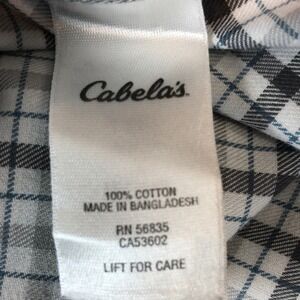 Cabela's
100% COTTON
MADE IN BANGLADESH
RN 56835
CA53602
LIFT FOR CARE